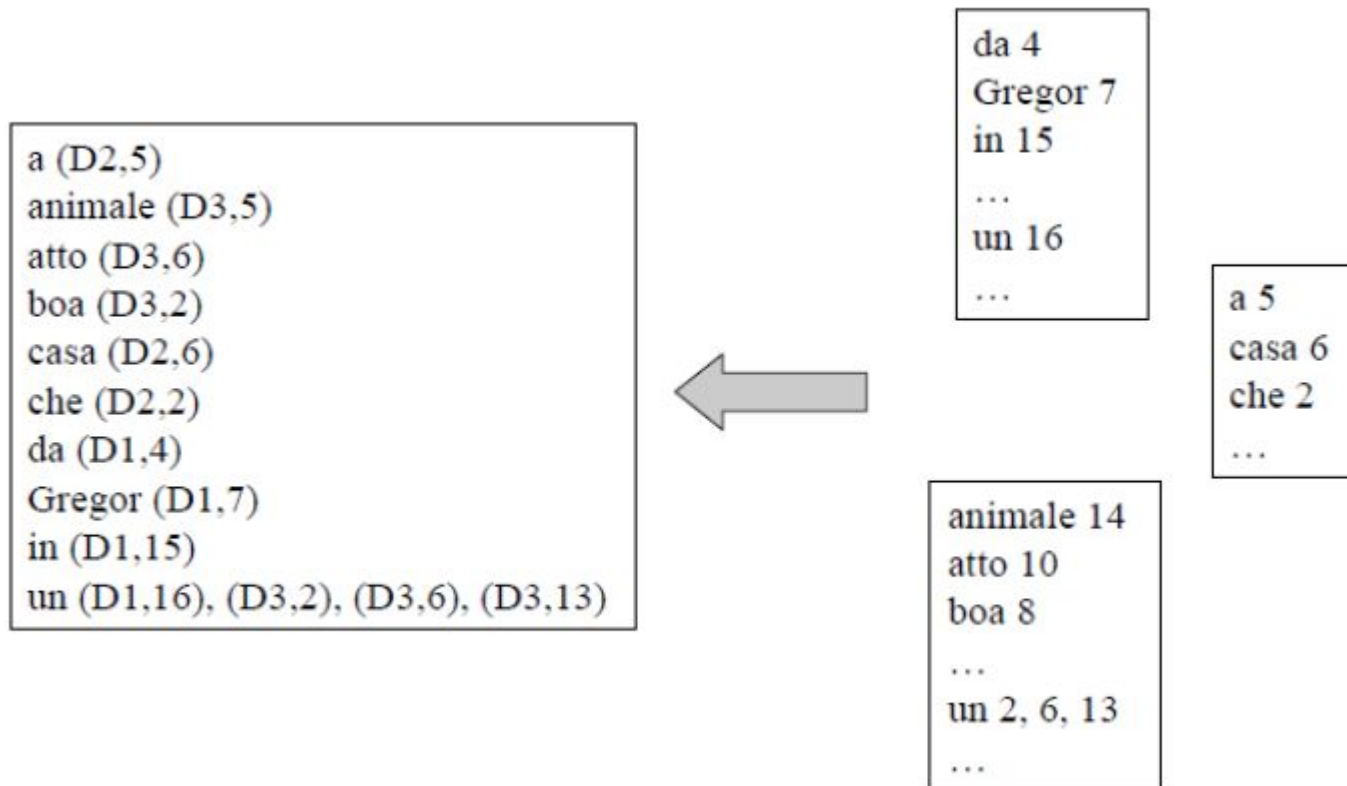 a (D2,5)
animale (D3,5)
atto (D3,6)
boa (D3,2)
casa (D2,6)
che (D2,2)
da (D1,4)
Gregor (D1,7)
in (D1,15)
un (D1,16), (D3,2), (D3,6), (D3,13)
da 4
Gregor 7
in 15
…
un 16
…
a 5
casa 6
che 2
…
animale 14
atto 10
boa 8
…
un 2, 6, 13
…